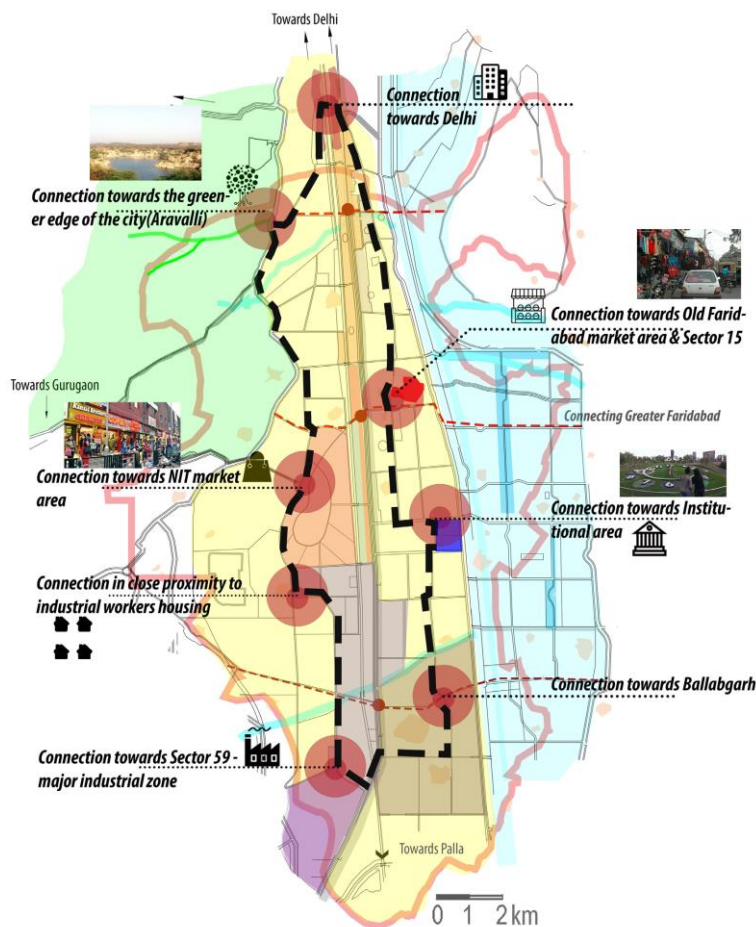 Towards Delhi
Connection
towards Delhi
Connection towards the green-
er edge of the city(Aravalli)
Connection towards Old Farid-
abad market area & Sector 15
Towards Gurugaon
Connecting Greater Faridabad
Connection towards NIT market
area
Connection towards Institu-
tional area
Connection in close proximity to
industrial workers housing
Connection towards Ballabgarh
Connection towards Sector 59 -
major industrial zone
Towards Palla
0 1 2 km